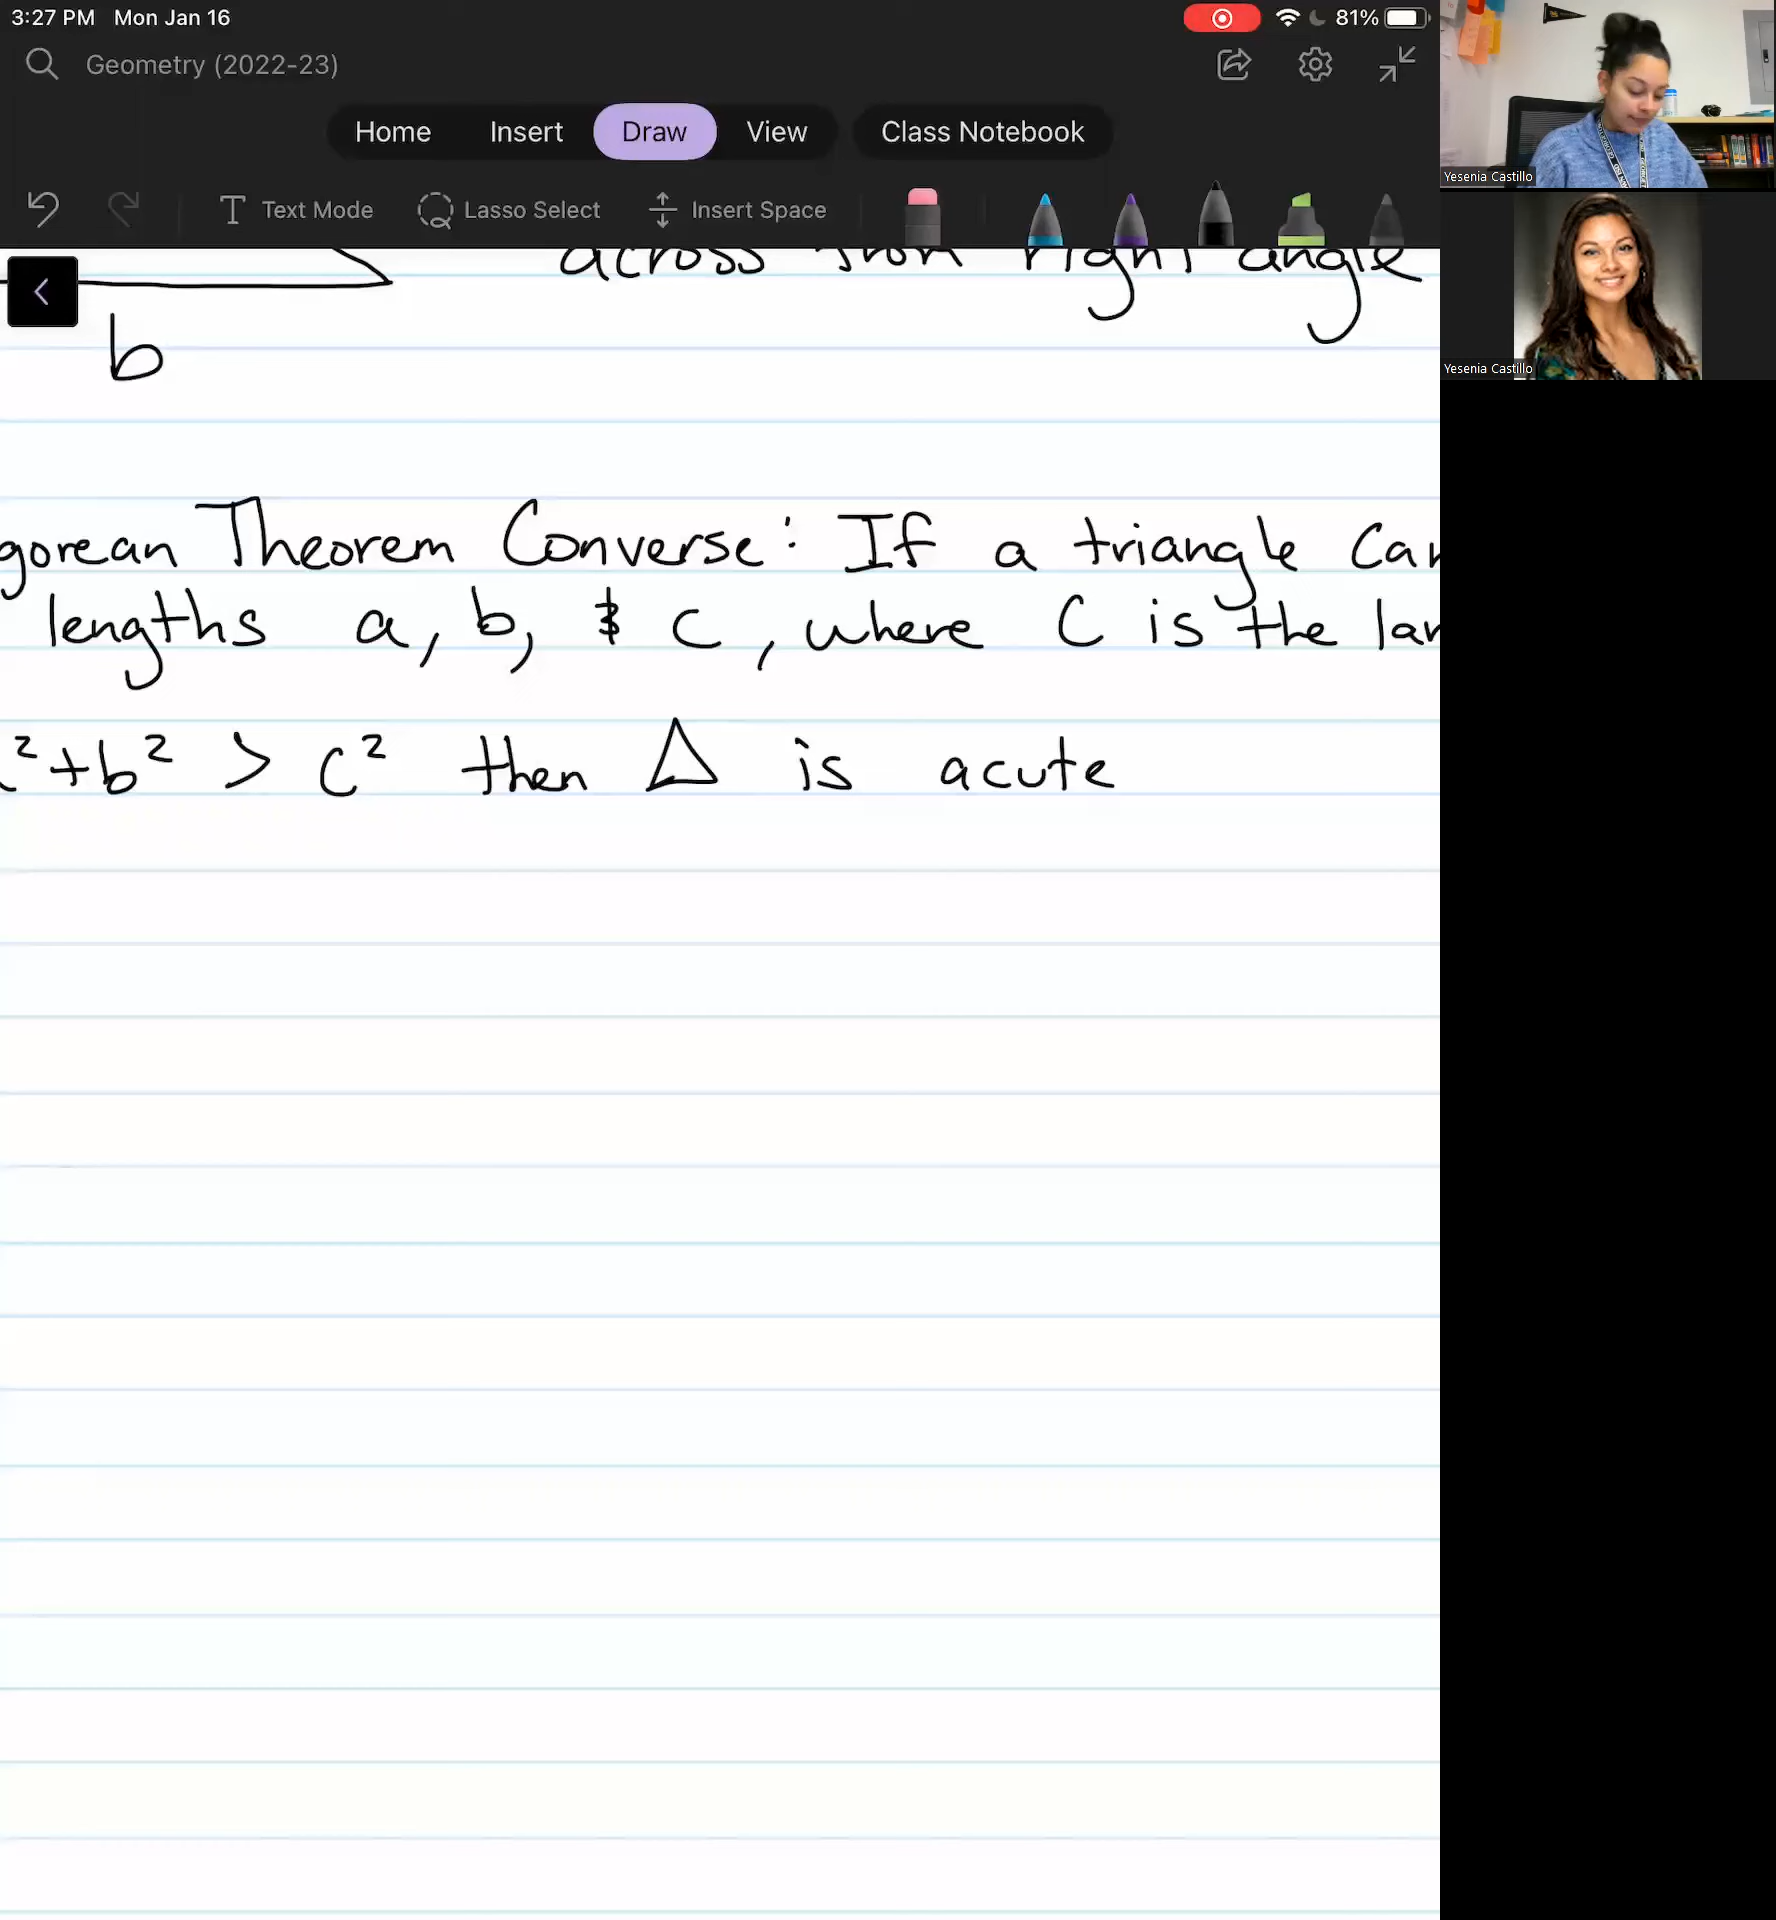 3:27 PM Mon Jan 16 81%
Geometry (2022-23)
Home Insert Draw View Class Notebook
Text Mode Lasso Select Insert Space
Yesenia Castillo
Yesenia Castillo
across from right angle
b
gorean Theorem Converse: If a triangle can
lengths a, b, & c, where c is the lar
²+b² > c² then △ is acute